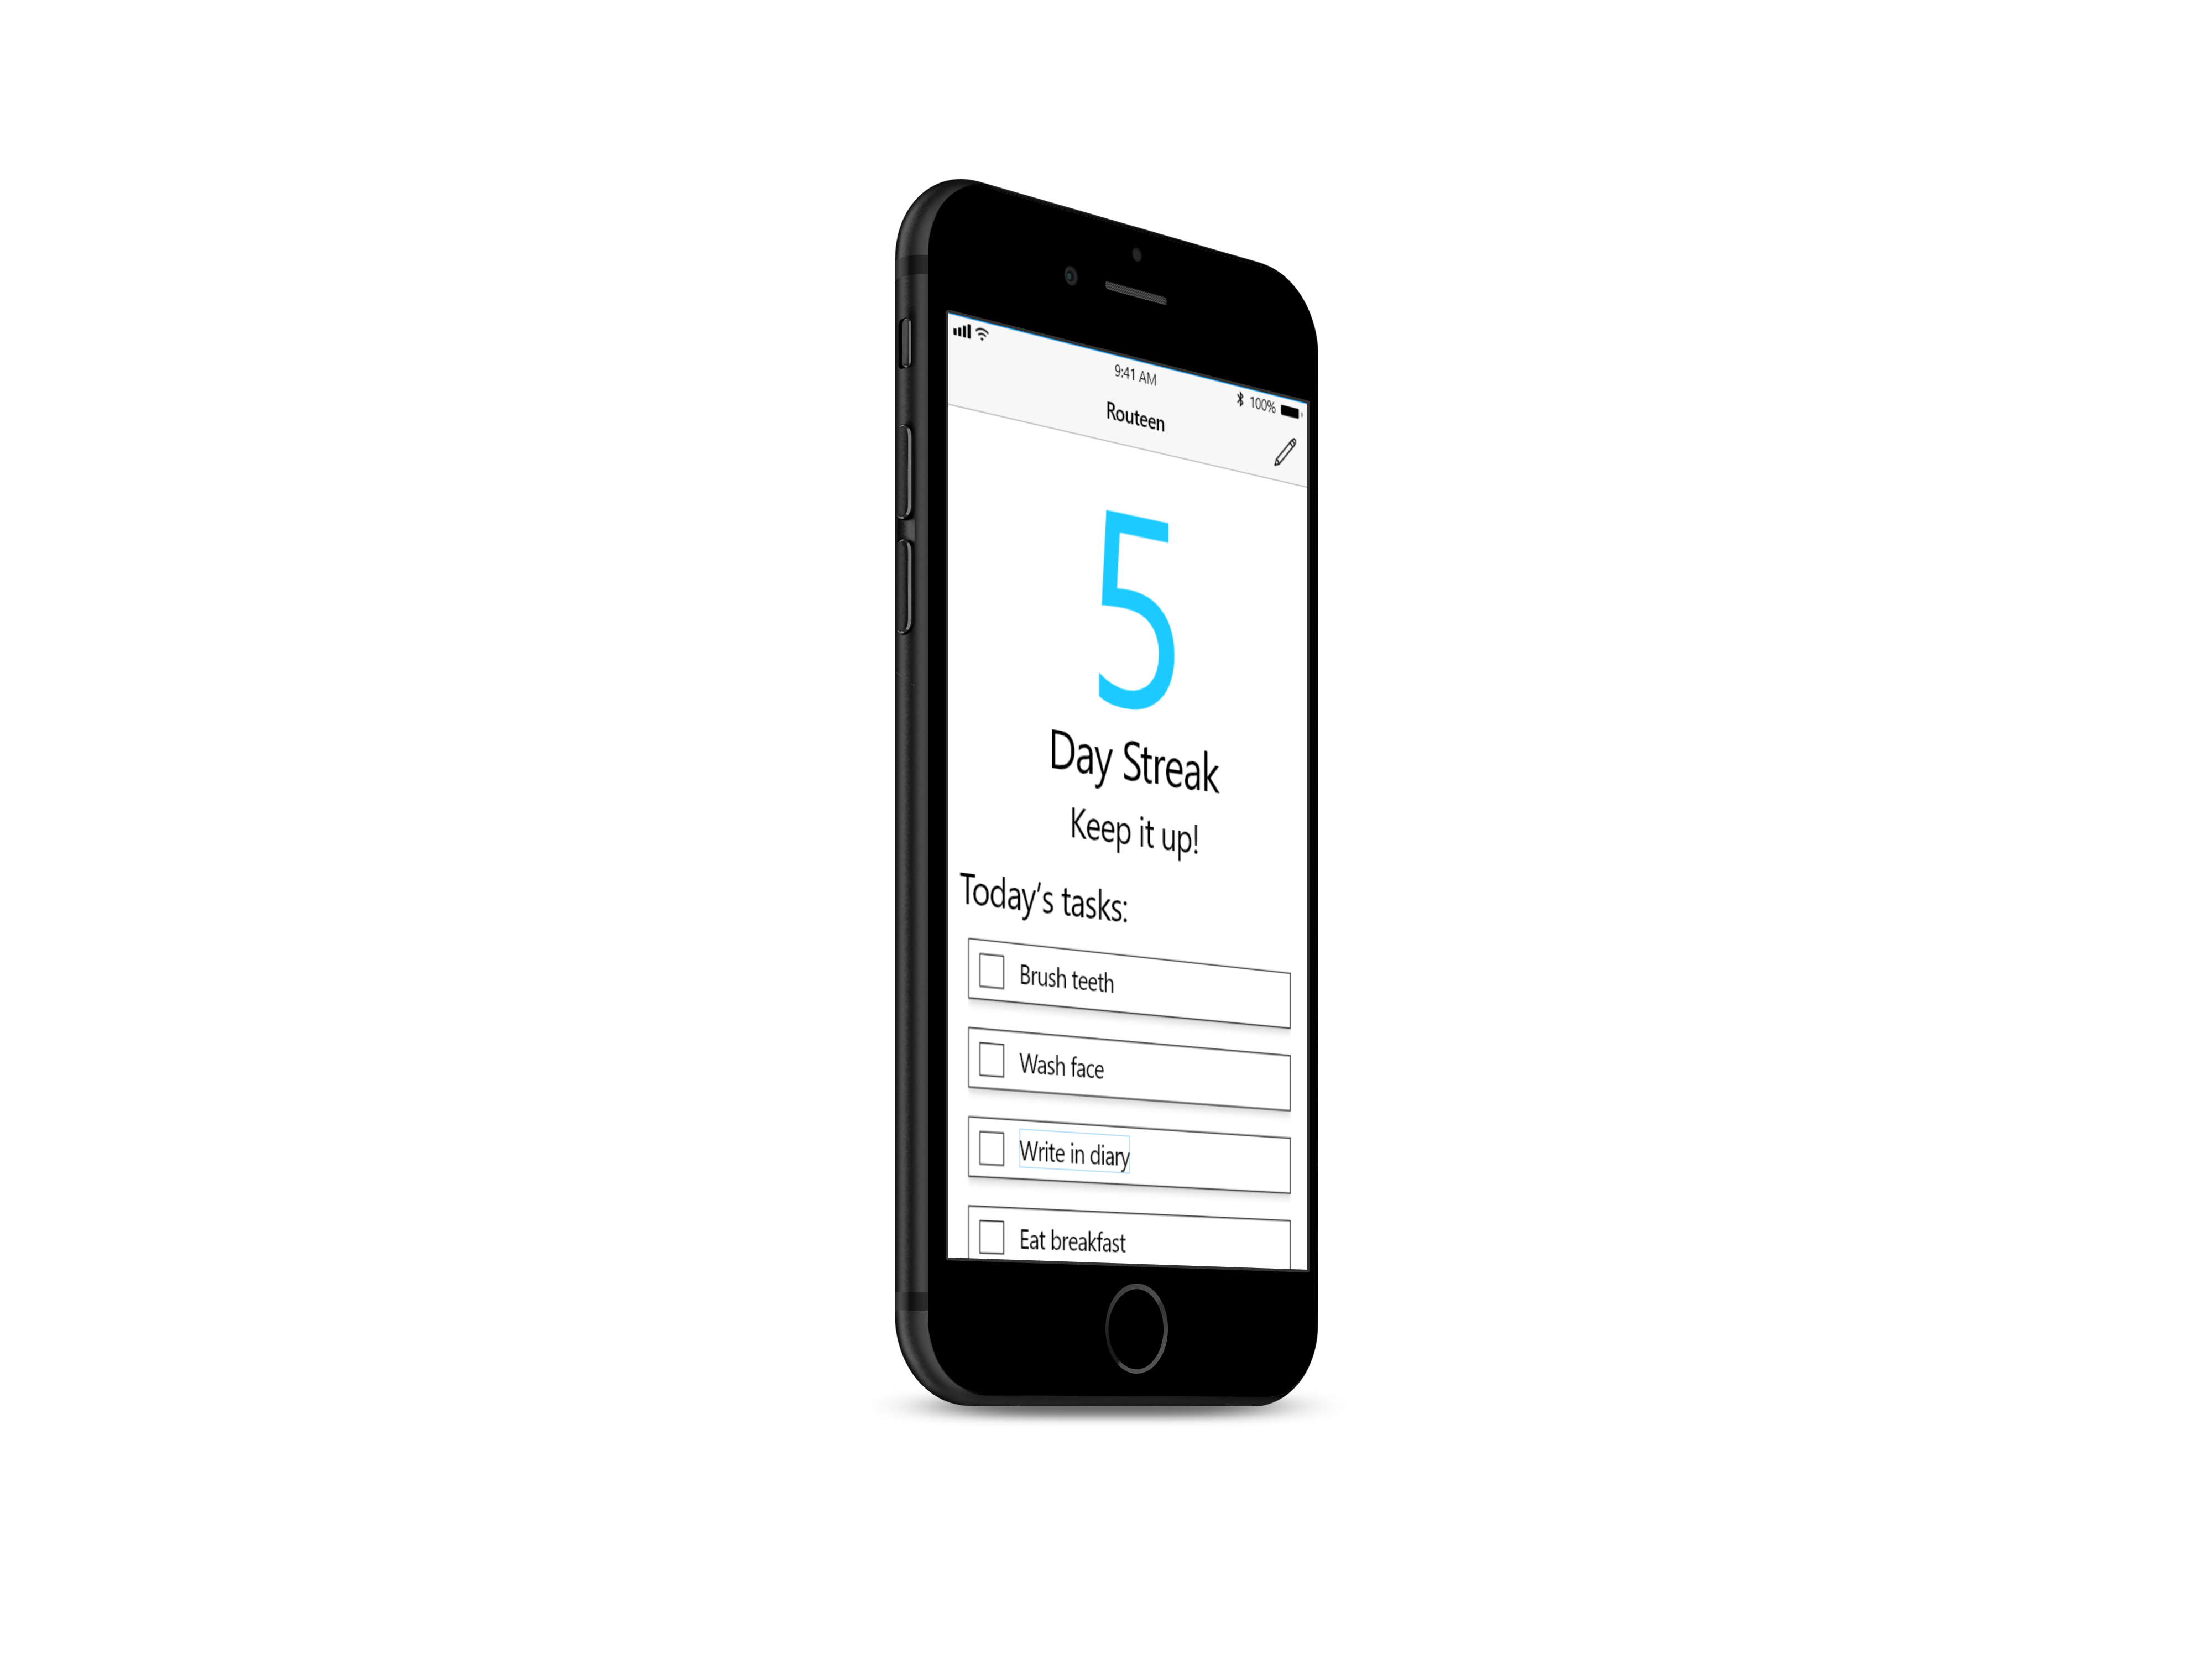 9:41 AM
100%
Routeen
5
Day Streak
Keep it up!
Today's tasks:
Brush teeth
Wash face
Write in diary
Eat breakfast